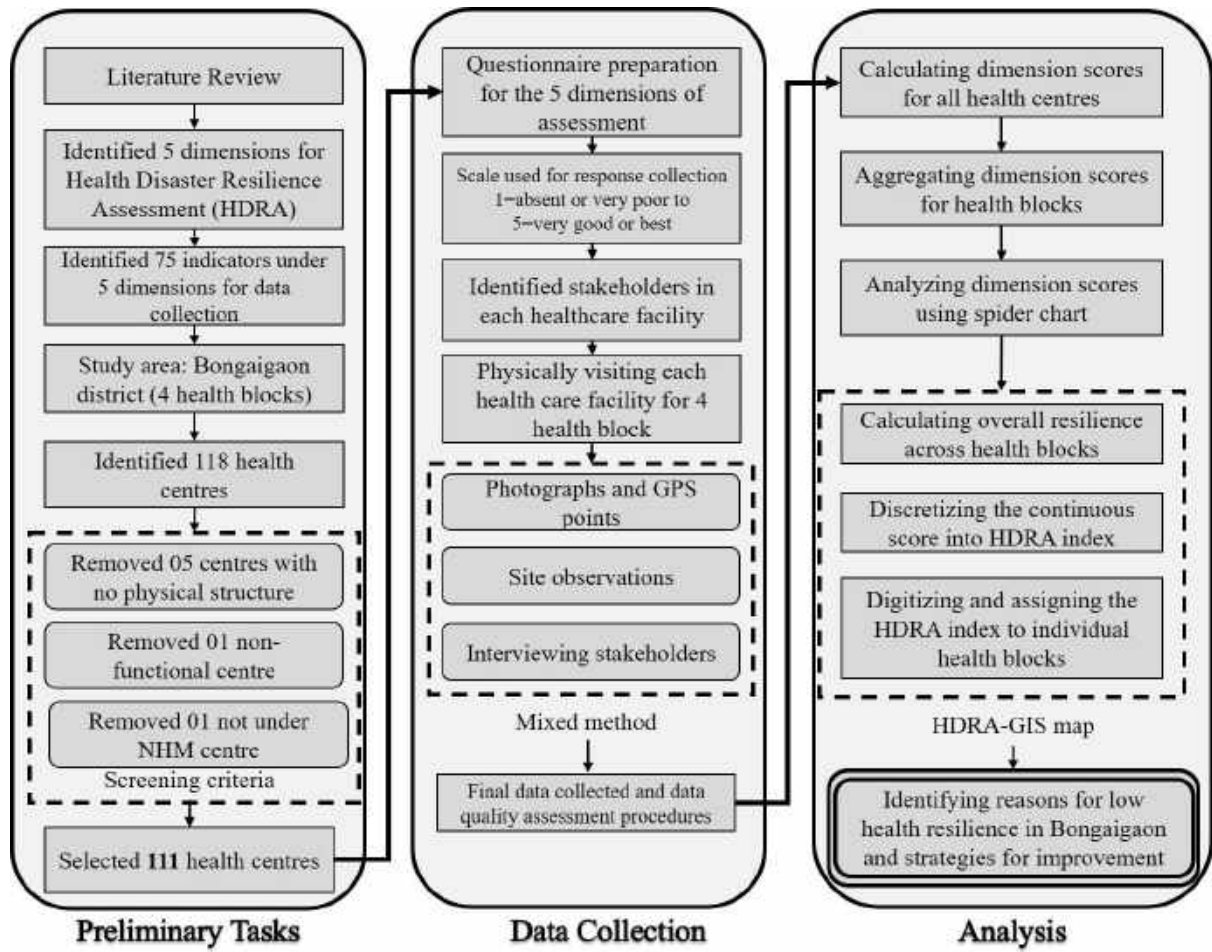 Literature Review
Identified 5 dimensions for
Health Disaster Resilience
Assessment (HDRA)
Identified 75 indicators under
5 dimensions for data
collection
Study area: Bongaigaon
district (4 health blocks)
Identified 118 health
centres
Removed 05 centres with
no physical structure
Removed 01 non-
functional centre
Removed 01 not under
NHM centre
Screening criteria
Selected 111 health centres
Preliminary Tasks
Questionnaire preparation
for the 5 dimensions of
assessment
Scale used for response collection
1=absent or very poor to
5=very good or best
Identified stakeholders in
each healthcare facility
Physically visiting each
health care facility for 4
health block
Photographs and GPS
points
Site observations
Interviewing stakeholders
Mixed method
Final data collected and data
quality assessment procedures
Data Collection
Calculating dimension scores
for all health centres
Aggregating dimension scores
for health blocks
Analyzing dimension scores
using spider chart
Calculating overall resilience
across health blocks
Discretizing the continuous
score into HDRA index
Digitizing and assigning the
HDRA index to individual
health blocks
HDRA-GIS map
Identifying reasons for low
health resilience in Bongaigaon
and strategies for improvement
Analysis